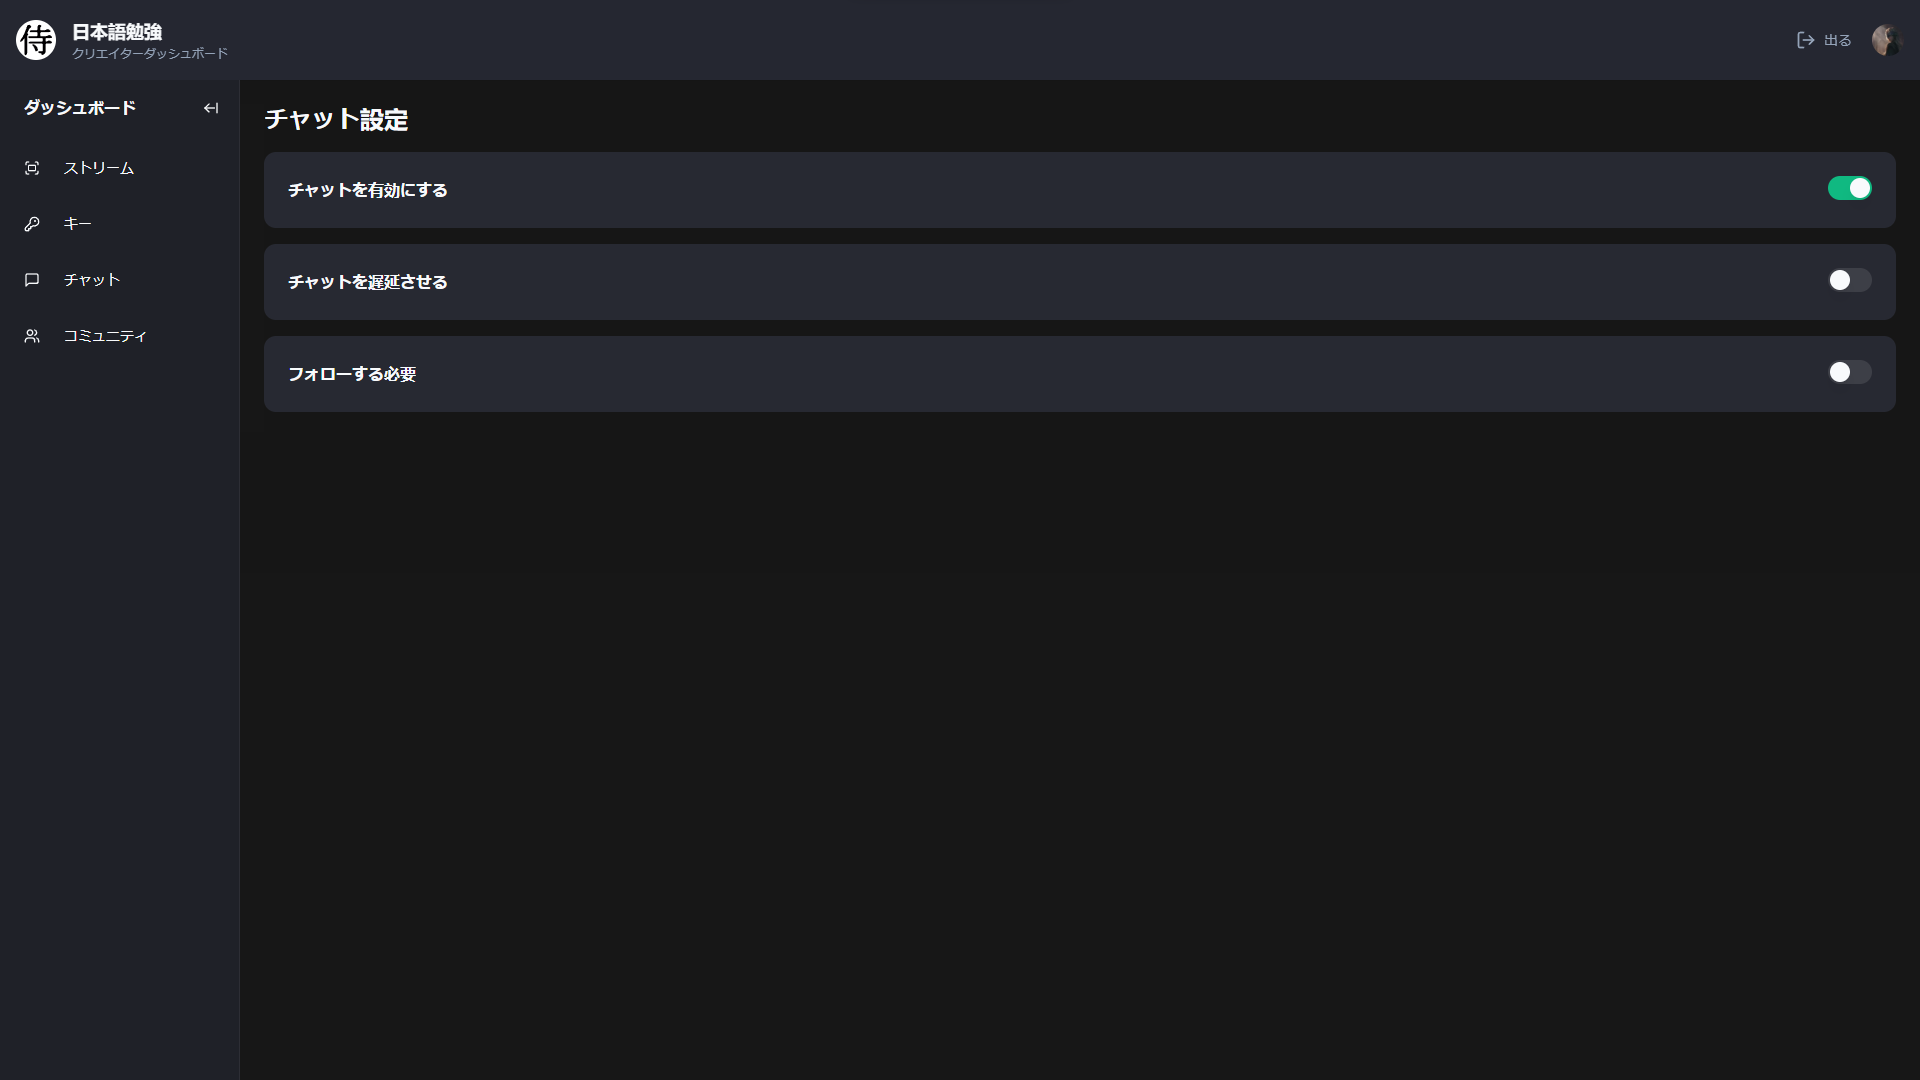 侍
日本語勉強
クリエイターダッシュボード
出る
ダッシュボード
ストリーム
キー
チャット
コミュニティ
チャット設定
チャットを有効にする
チャットを遅延させる
フォローする必要